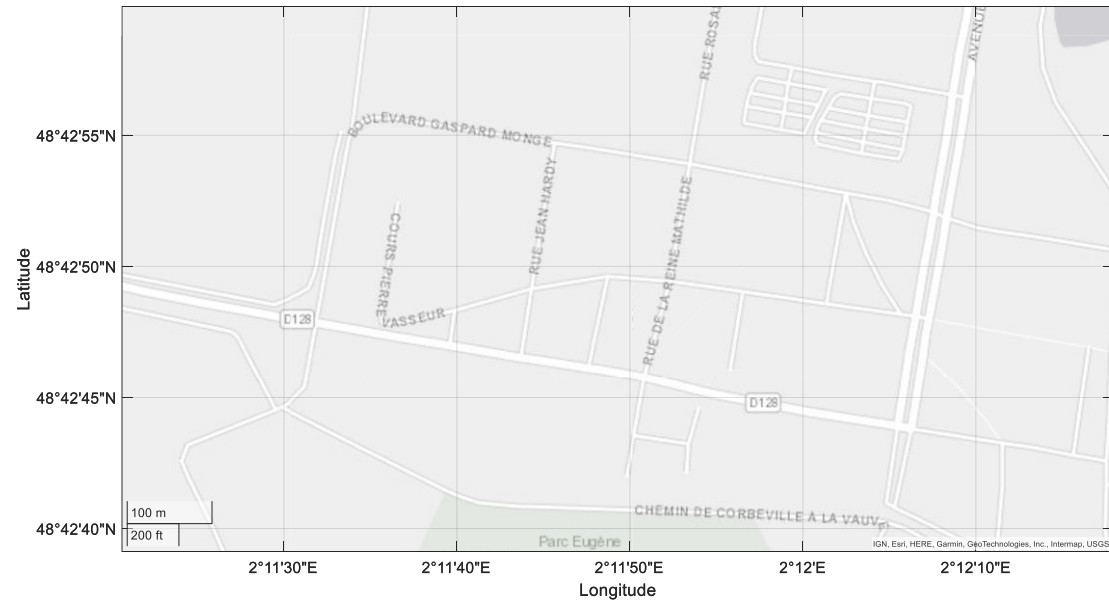 RUE ROSA
AVENU
48°42'55"N
BOULEVARD GASPARD MONGE
RUE JEAN HARDY
RUE DE LA REINE MATHILDE
COURS PIERRE
VASSEUR
48°42'50"N
Latitude
D128
48°42'45"N
D128
100 m
200 ft
CHEMIN DE CORBEVILLE À LA VAUVE
48°42'40"N
Parc Eugène
IGN, Esri, HERE, Garmin, GeoTechnologies, Inc., Intermap, USGS
2°11'30"E
2°11'40"E
2°11'50"E
2°12'E
2°12'10"E
Longitude